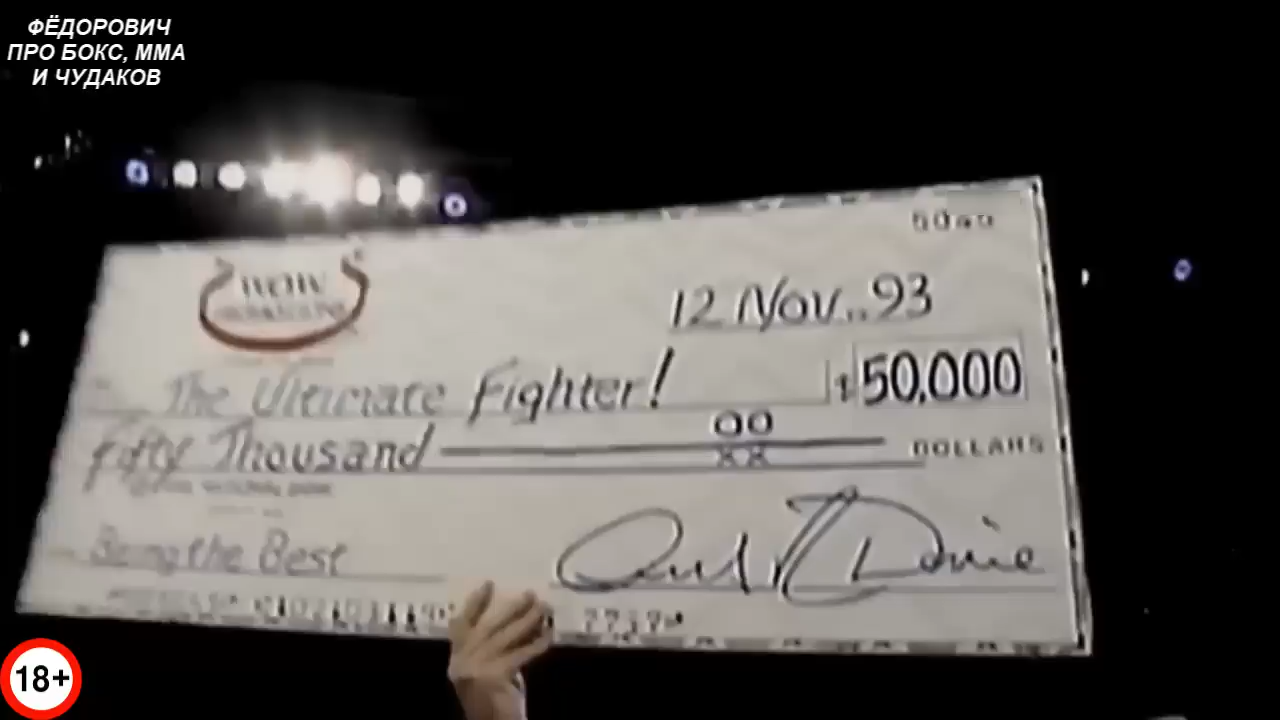 ФЁДОРОВИЧ
ПРО БОКС, ММА
И ЧУДАКОВ
12 Nov.. 93
The Ultimate Fighter!
$50,000
Fifty Thousand
00
XX
DOLLARS
Being the Best
18+